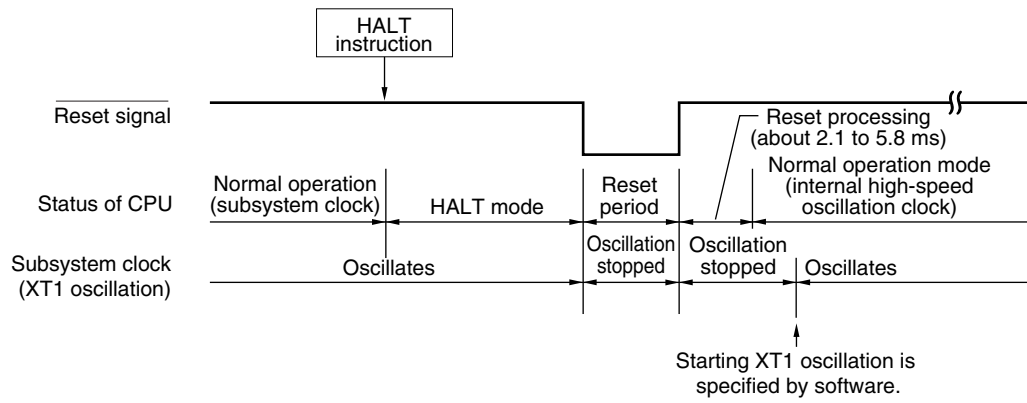 HALT
instruction
Reset signal
Reset processing
(about 2.1 to 5.8 ms)
Status of CPU
Normal operation
(subsystem clock)
HALT mode
Reset
period
Normal operation mode
(internal high-speed
oscillation clock)
Subsystem clock
(XT1 oscillation)
Oscillates
Oscillation
stopped
Oscillation
stopped
Oscillates
Starting XT1 oscillation is
specified by software.